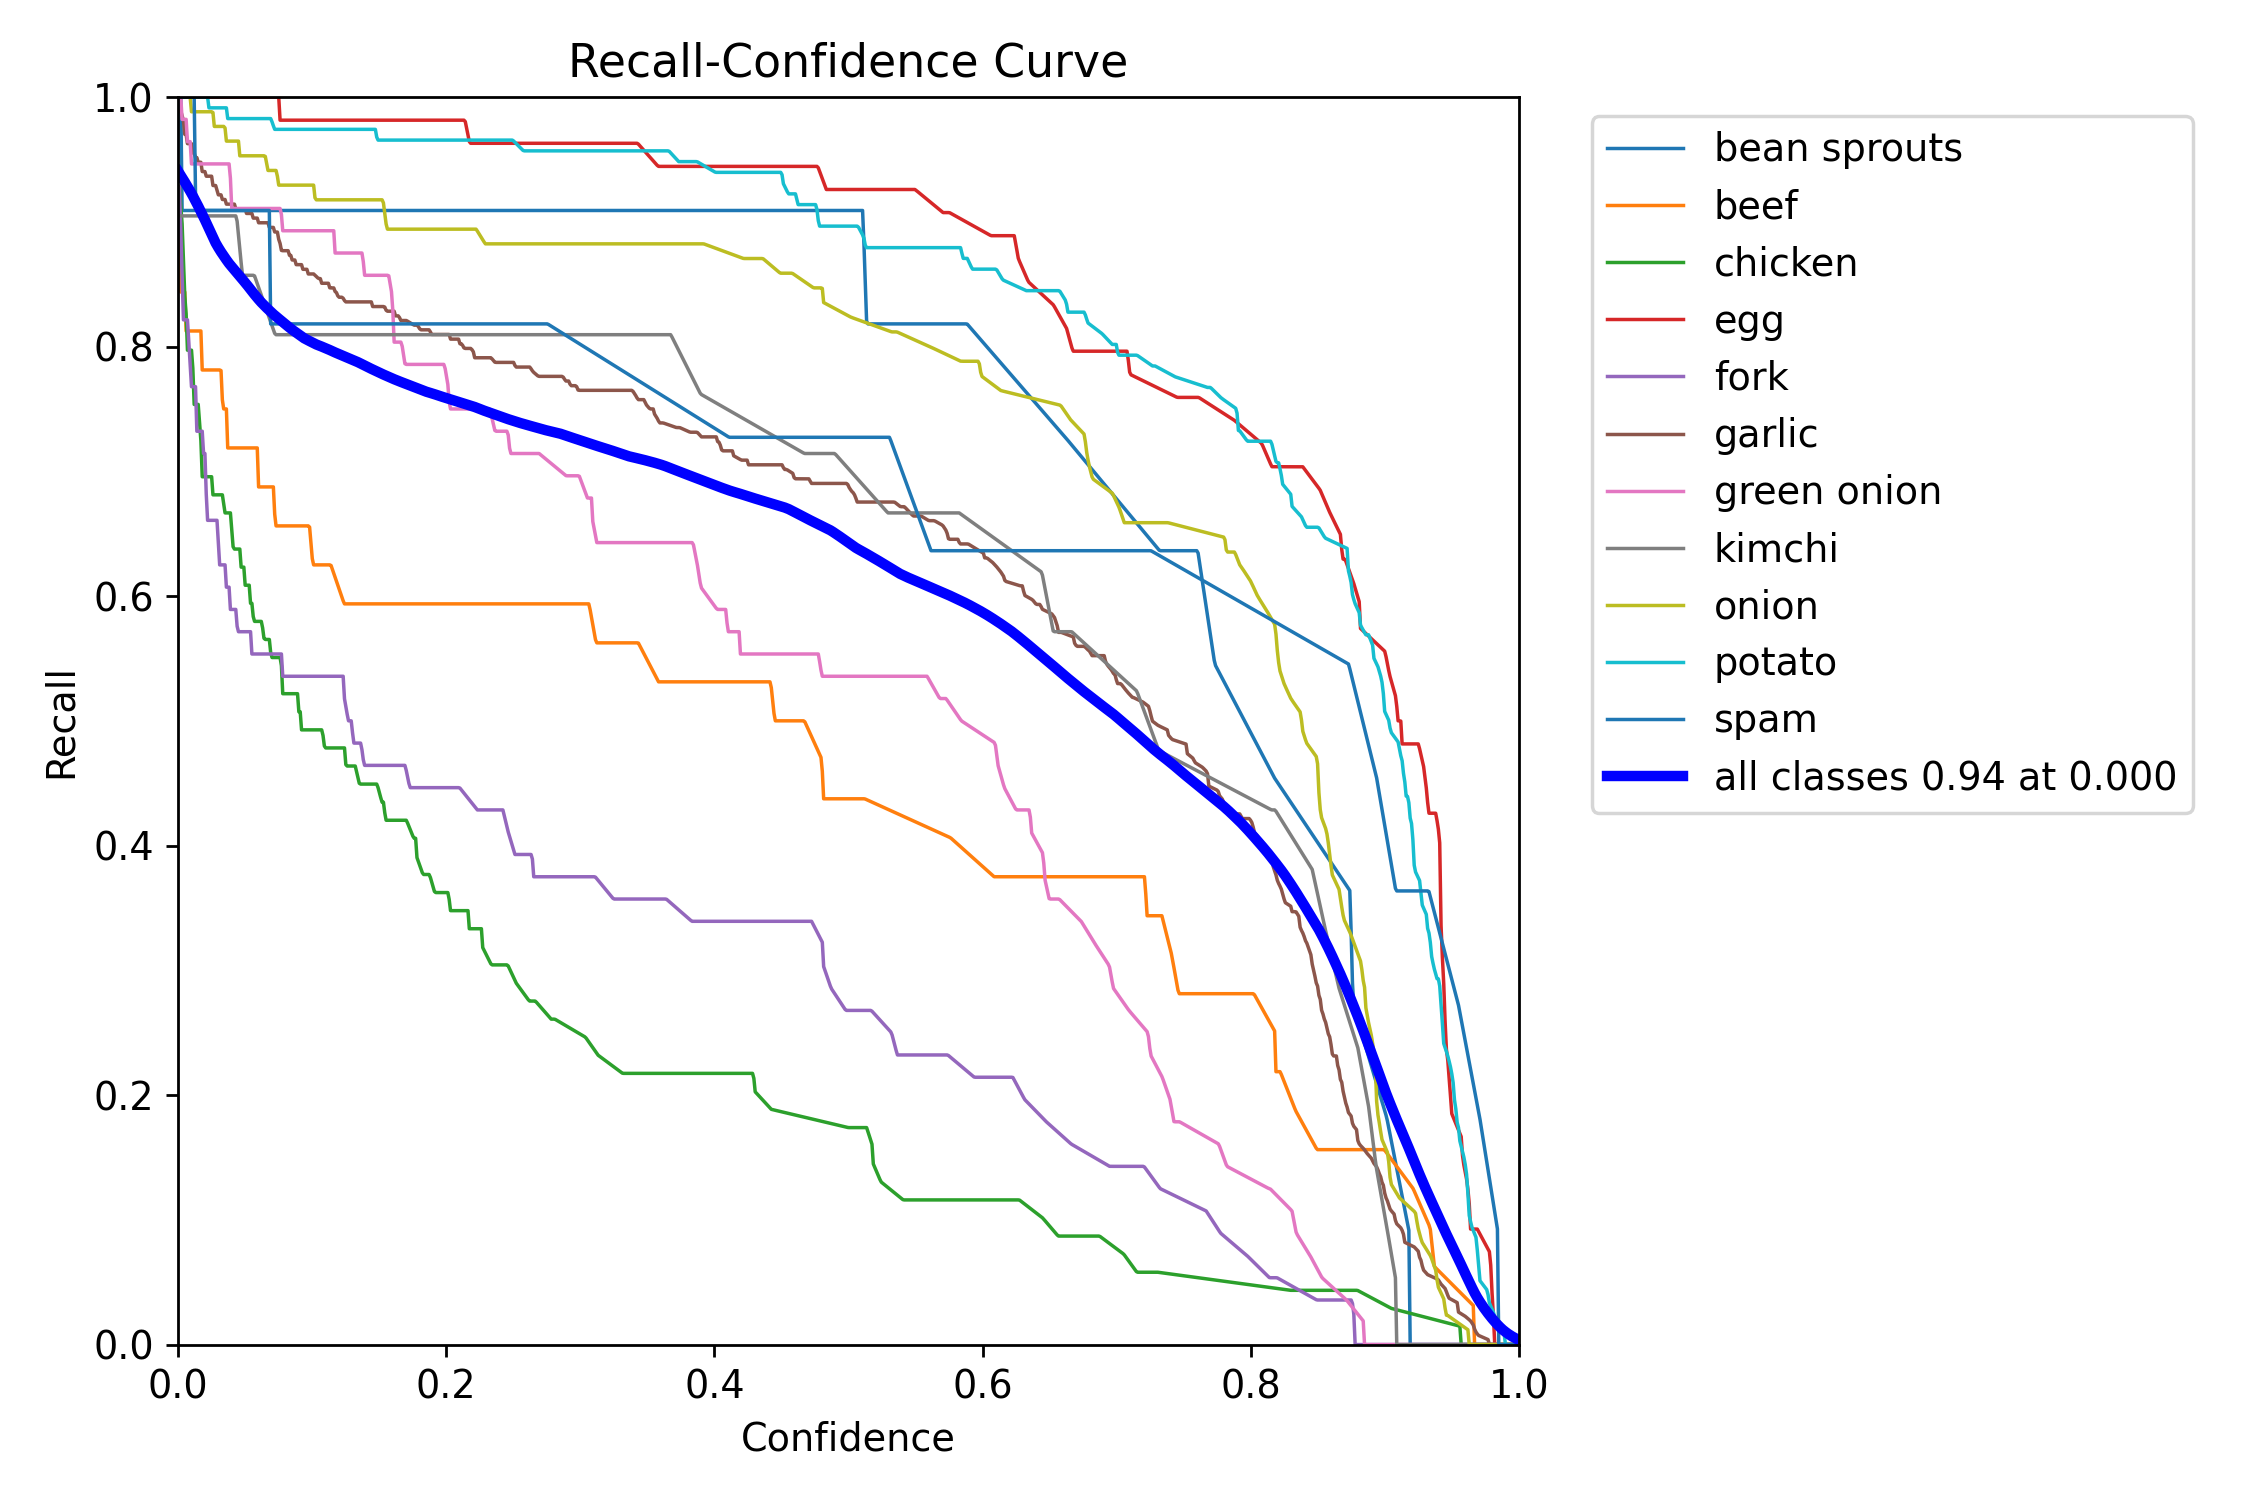 Recall-Confidence Curve
1.0
0.8
0.6
0.4
0.2
0.0
Recall
0.0 0.2 0.4 0.6 0.8 1.0
Confidence
bean sprouts
beef
chicken
egg
fork
garlic
green onion
kimchi
onion
potato
spam
all classes 0.94 at 0.000